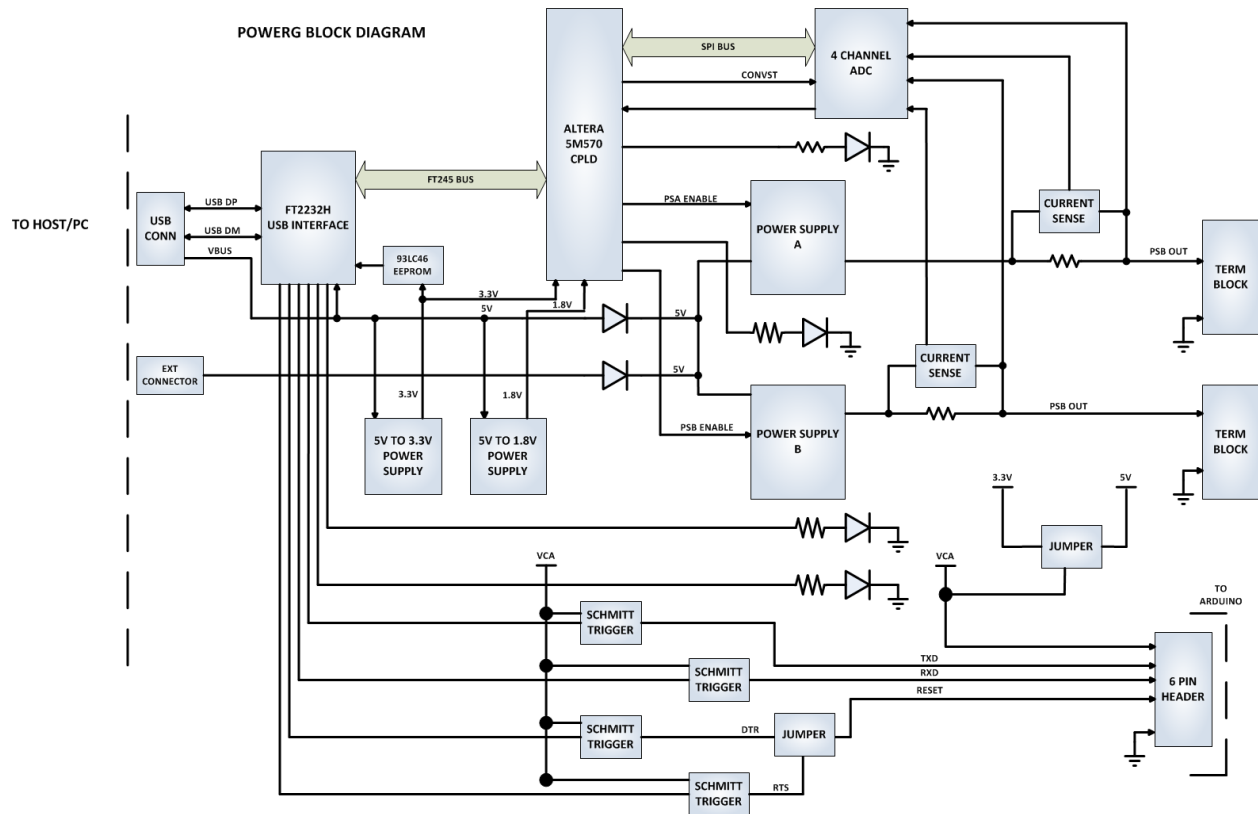 POWERG BLOCK DIAGRAM
TO HOST/PC
USB
CONN
USB DP
USB DM
VBUS
FT2232H
USB INTERFACE
FT245 BUS
93LC46
EEPROM
ALTERA
5M570
CPLD
SPI BUS
CONVST
4 CHANNEL
ADC
PSA ENABLE
POWER SUPPLY
A
CURRENT
SENSE
PSB OUT
TERM
BLOCK
3.3V
5V
1.8V
5V
EXT
CONNECTOR
5V
3.3V
1.8V
5V TO 3.3V
POWER
SUPPLY
5V TO 1.8V
POWER
SUPPLY
PSB ENABLE
POWER SUPPLY
B
CURRENT
SENSE
PSB OUT
TERM
BLOCK
3.3V
5V
JUMPER
VCA
VCA
TO
ARDUINO
SCHMITT
TRIGGER
TXD
SCHMITT
TRIGGER
RXD
RESET
6 PIN
HEADER
SCHMITT
TRIGGER
DTR
JUMPER
SCHMITT
TRIGGER
RTS